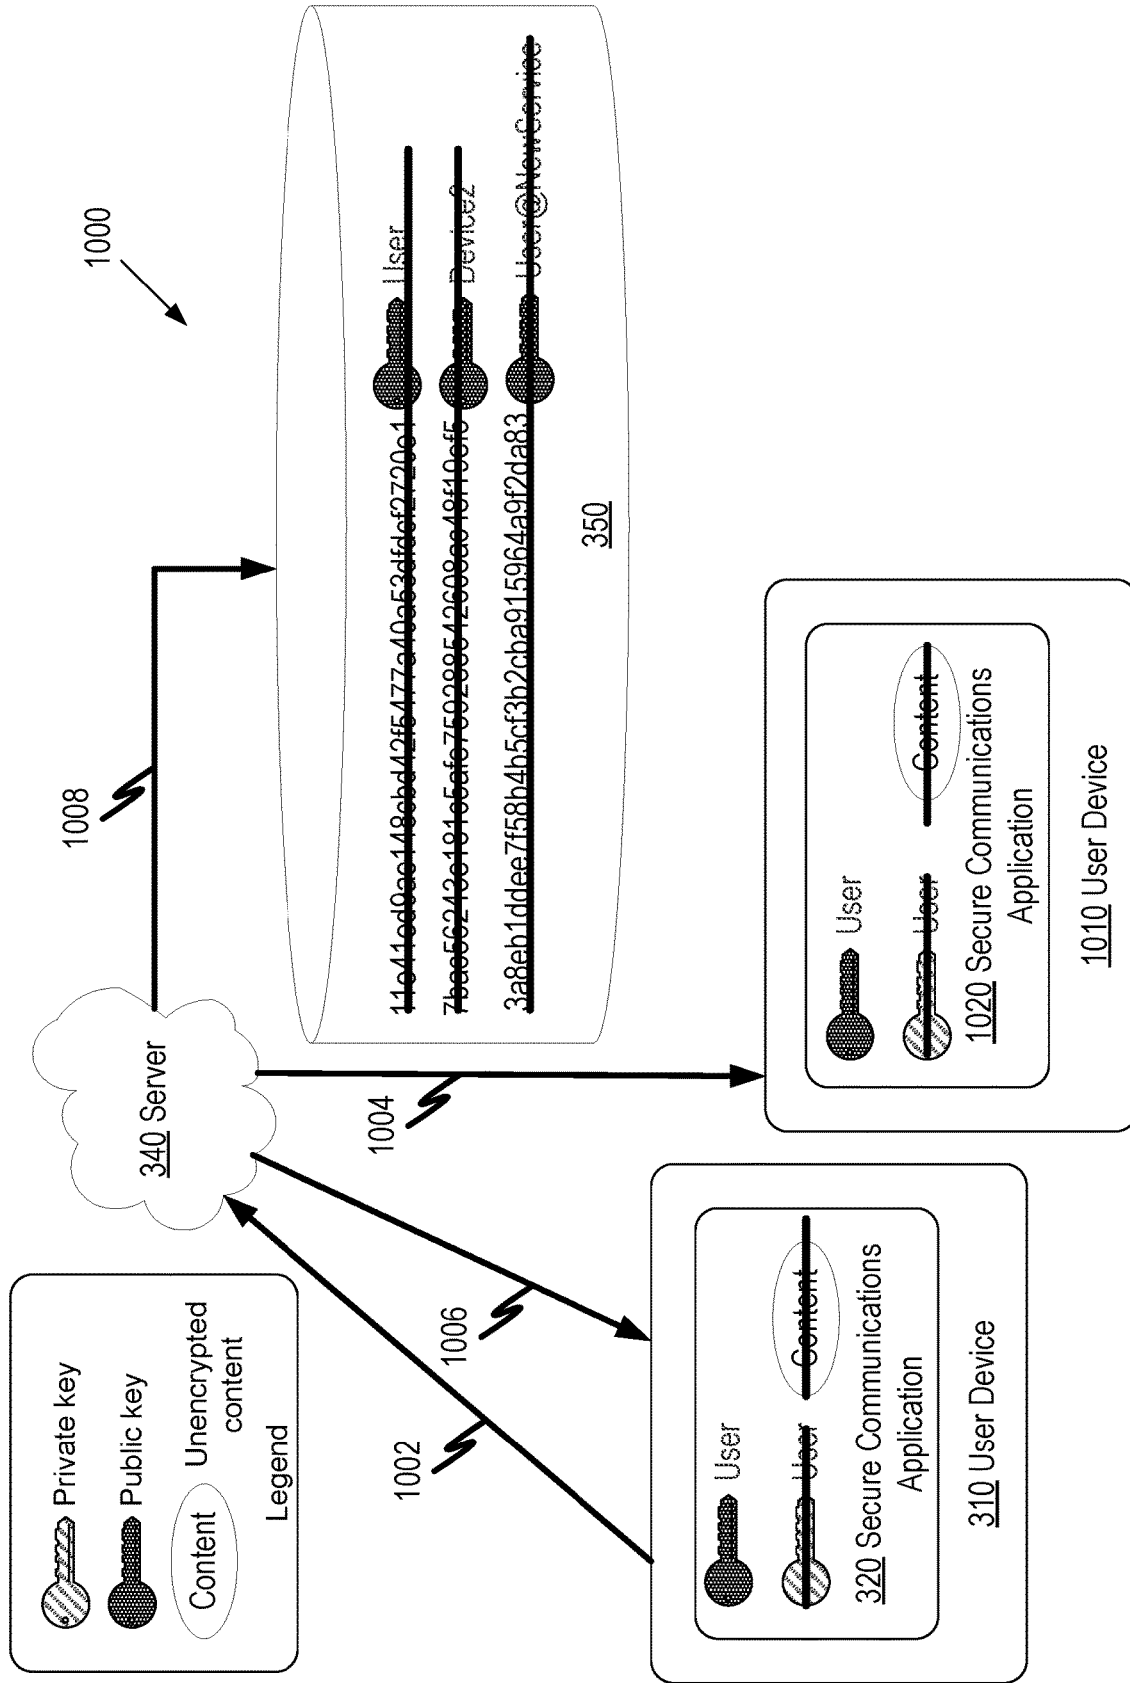 Private key
Public key
Content
Unencrypted
content
Legend
340 Server
1000
1008
1002
1006
1004
User
Device2
3a8eb1ddee7f58b4b5cf3b2cba915964a9f2da83 User@NewService
350
User
User
Content
320 Secure Communications
Application
310 User Device
User
User
Content
1020 Secure Communications
Application
1010 User Device